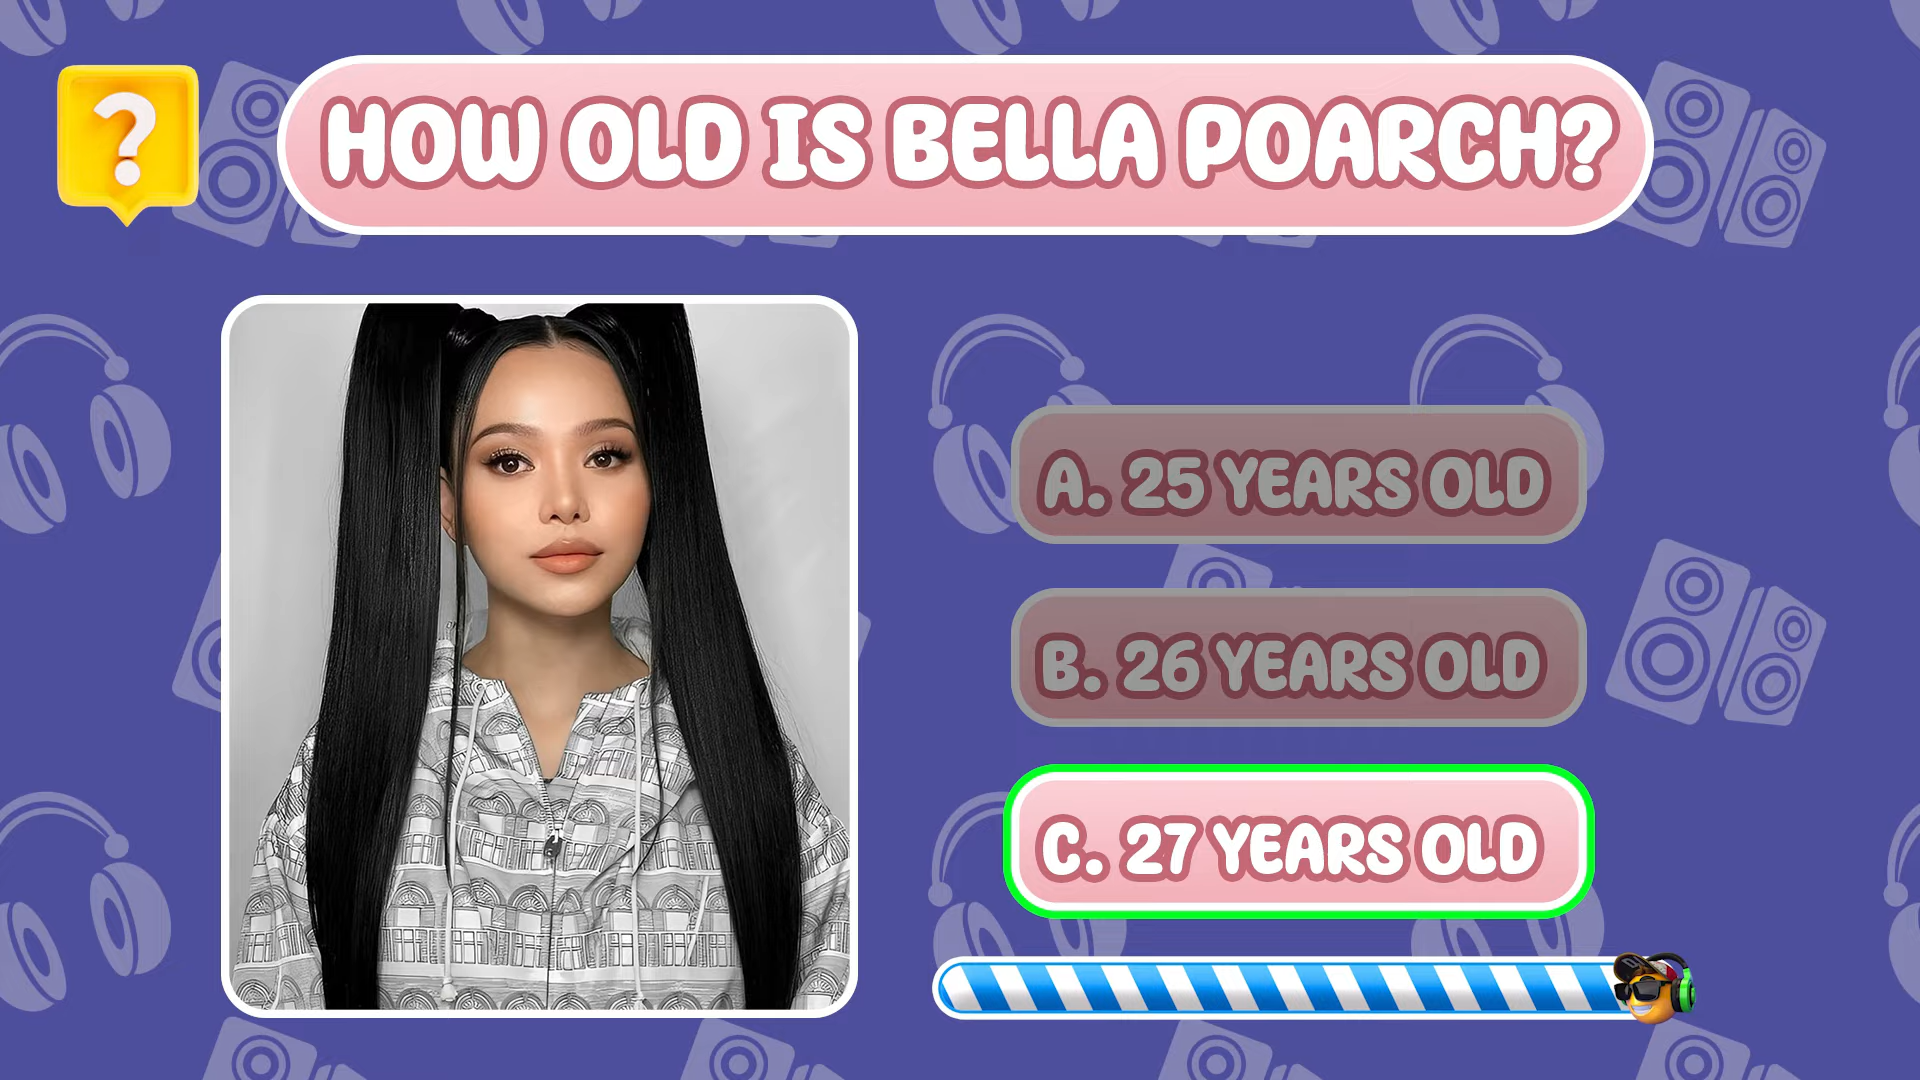 HOW OLD IS BELLA POARCH?
A. 25 YEARS OLD
B. 26 YEARS OLD
C. 27 YEARS OLD